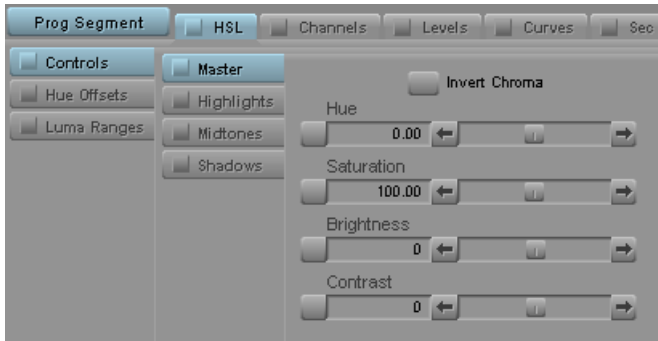 Prog Segment
HSL
Channels
Levels
Curves
Sec
Controls
Hue Offsets
Luma Ranges
Master
Highlights
Midtones
Shadows
Invert Chroma
Hue
0.00
Saturation
100.00
Brightness
0
Contrast
0